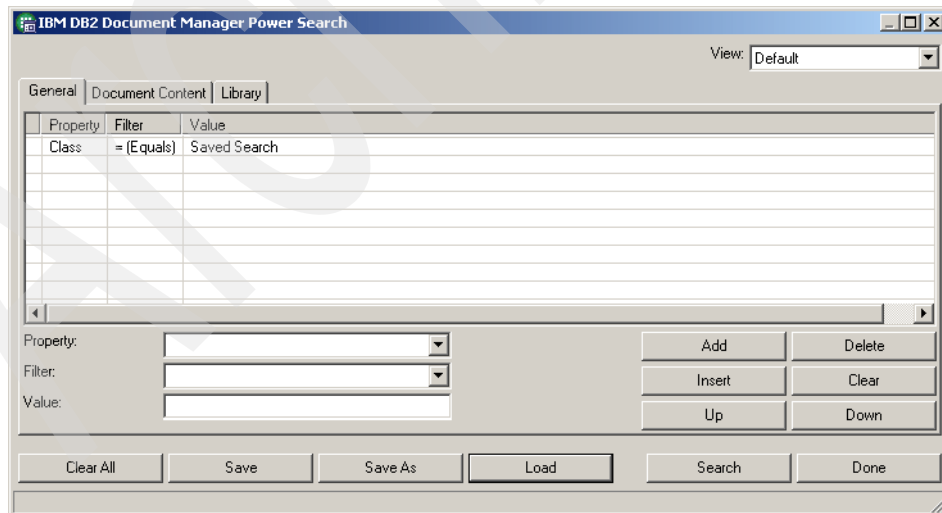 IBM DB2 Document Manager Power Search
View: Default
General Document Content Library
Property Filter Value
Class = (Equals) Saved Search
Property: Add Delete
Filter: Insert Clear
Value: Up Down
Clear All Save Save As Load Search Done